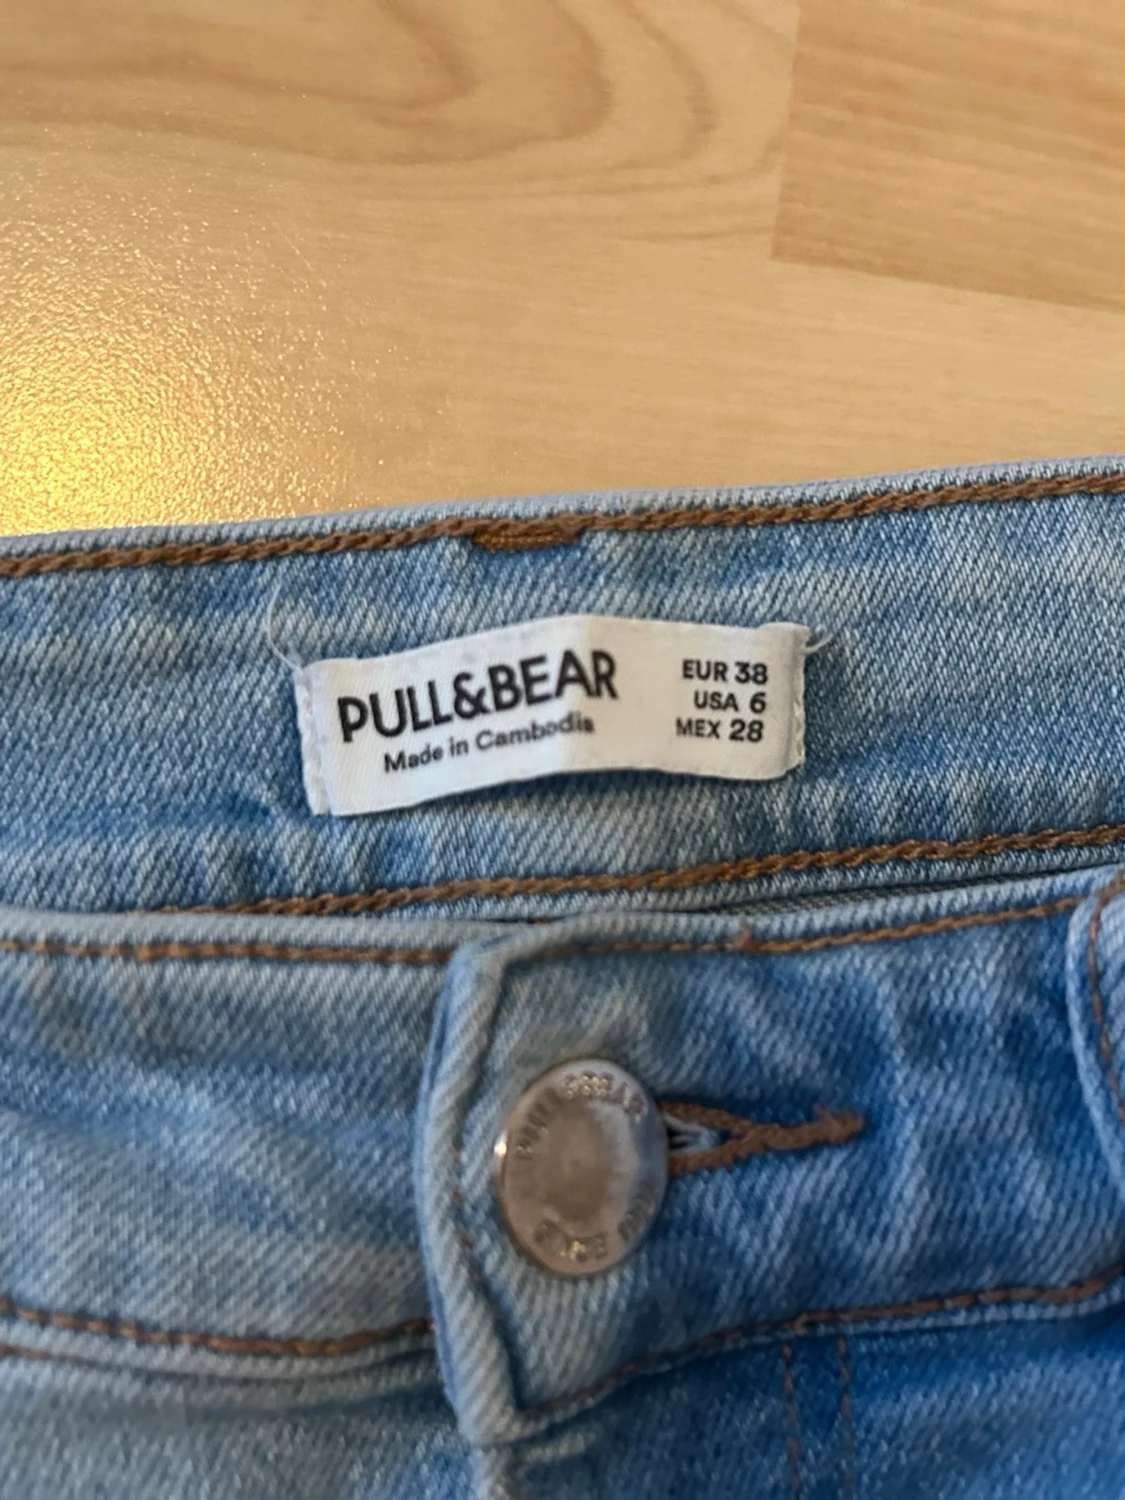 PULL&BEAR
Made in Cambodia
EUR 38
USA 6
MEX 28